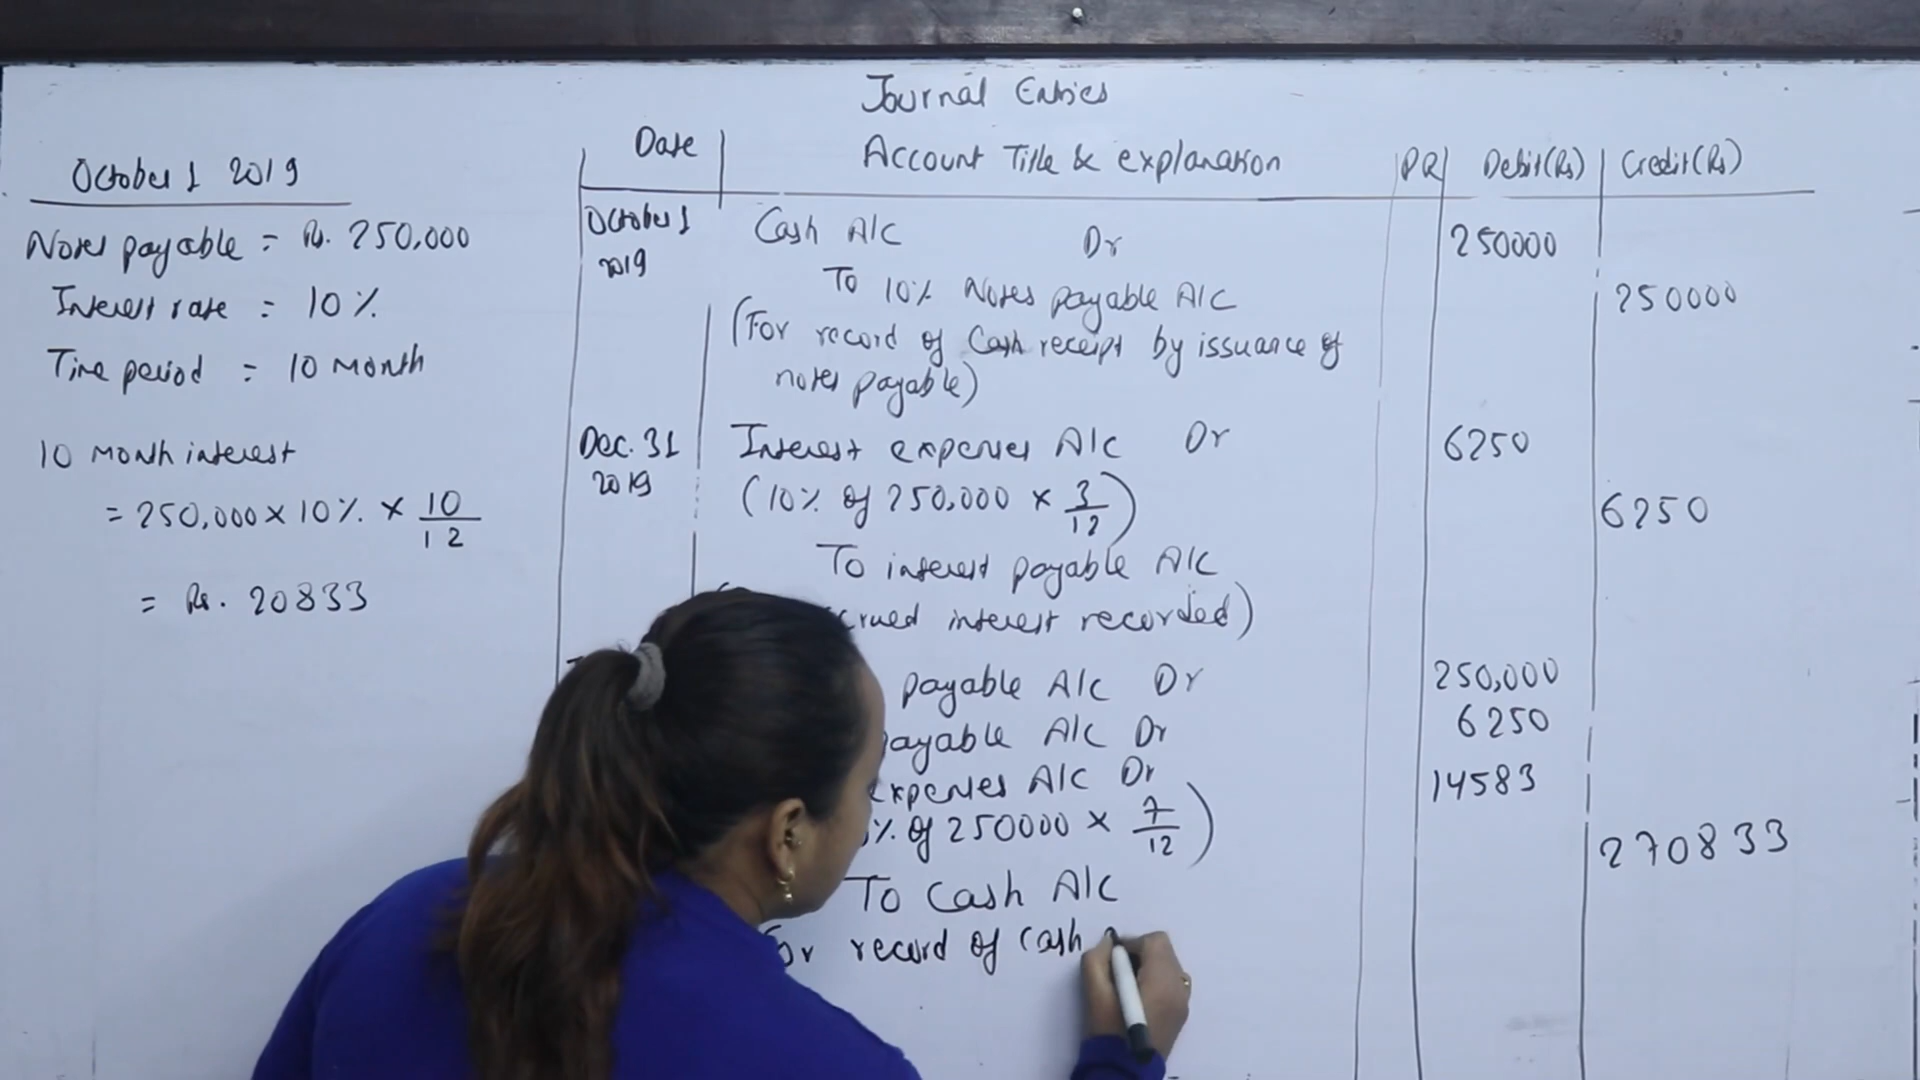 Journal Entries
October 1 2019
Notes payable = Rs. 250,000
Interest rate = 10%
Time period = 10 Month
10 Month interest
= 250,000 × 10% × 10/12
= Rs. 20833
Date Account Title & explanation PR Debit(Rs) Credit(Rs)
October 1 Cash A/C Dr 250000
2019
To 10% Notes payable A/C 250000
(For record of Cash receipt by issuance of
notes payable)
Dec. 31 Interest expenses A/C Dr 6250
2019
(10% of 250,000 × 3/12) 6250
To interest payable A/C
crued interest recorded)
payable A/C Dr 250,000
payable A/C Dr 6250
expenses A/C Dr 14583
% of 250000 × 7/12) 270833
To Cash A/C
For record of cash